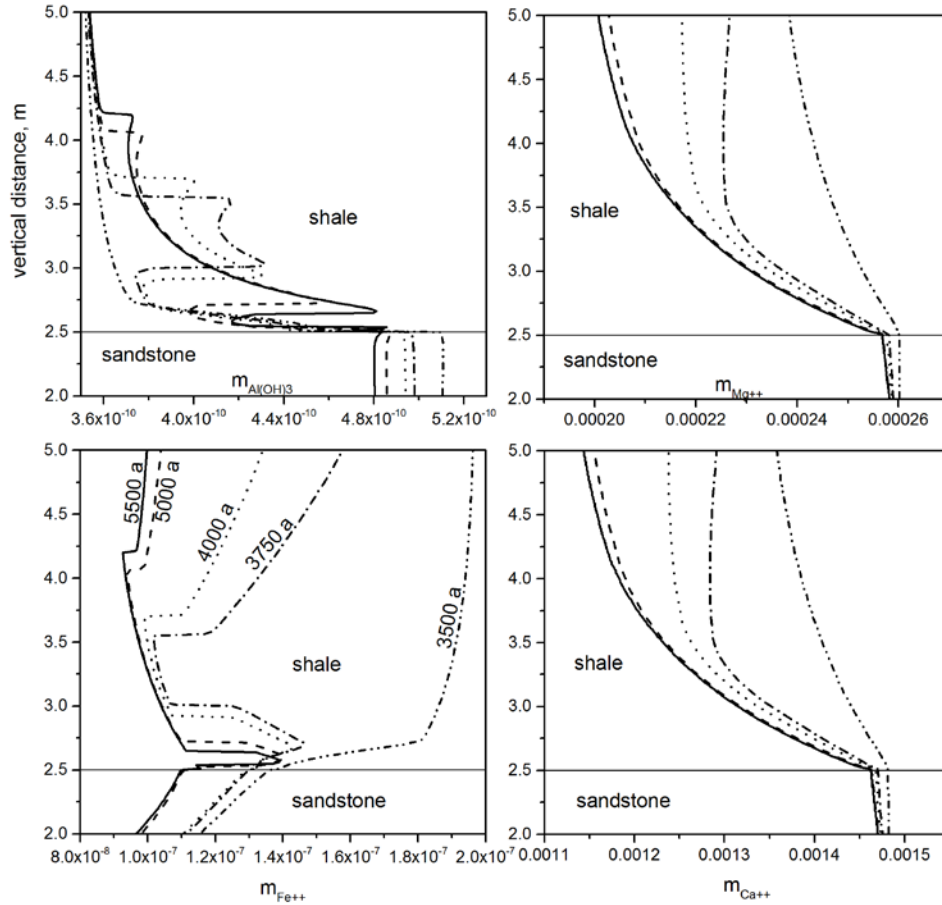 5.0
4.5
4.0
3.5
3.0
2.5
2.0
vertical distance, m
shale
sandstone
m_Al(OH)3
3.6x10^-10 4.0x10^-10 4.4x10^-10 4.8x10^-10 5.2x10^-10
5.0
4.5
4.0
3.5
3.0
2.5
2.0
shale
sandstone
m_Mg++
0.00020 0.00022 0.00024 0.00026
5.0
4.5
4.0
3.5
3.0
2.5
2.0
5500 a
5000 a
4000 a
3750 a
3500 a
shale
sandstone
8.0x10^-8 1.0x10^-7 1.2x10^-7 1.4x10^-7 1.6x10^-7 1.8x10^-7 2.0x10^-7
m_Fe++
5.0
4.5
4.0
3.5
3.0
2.5
2.0
shale
sandstone
0.0011 0.0012 0.0013 0.0014 0.0015
m_Ca++